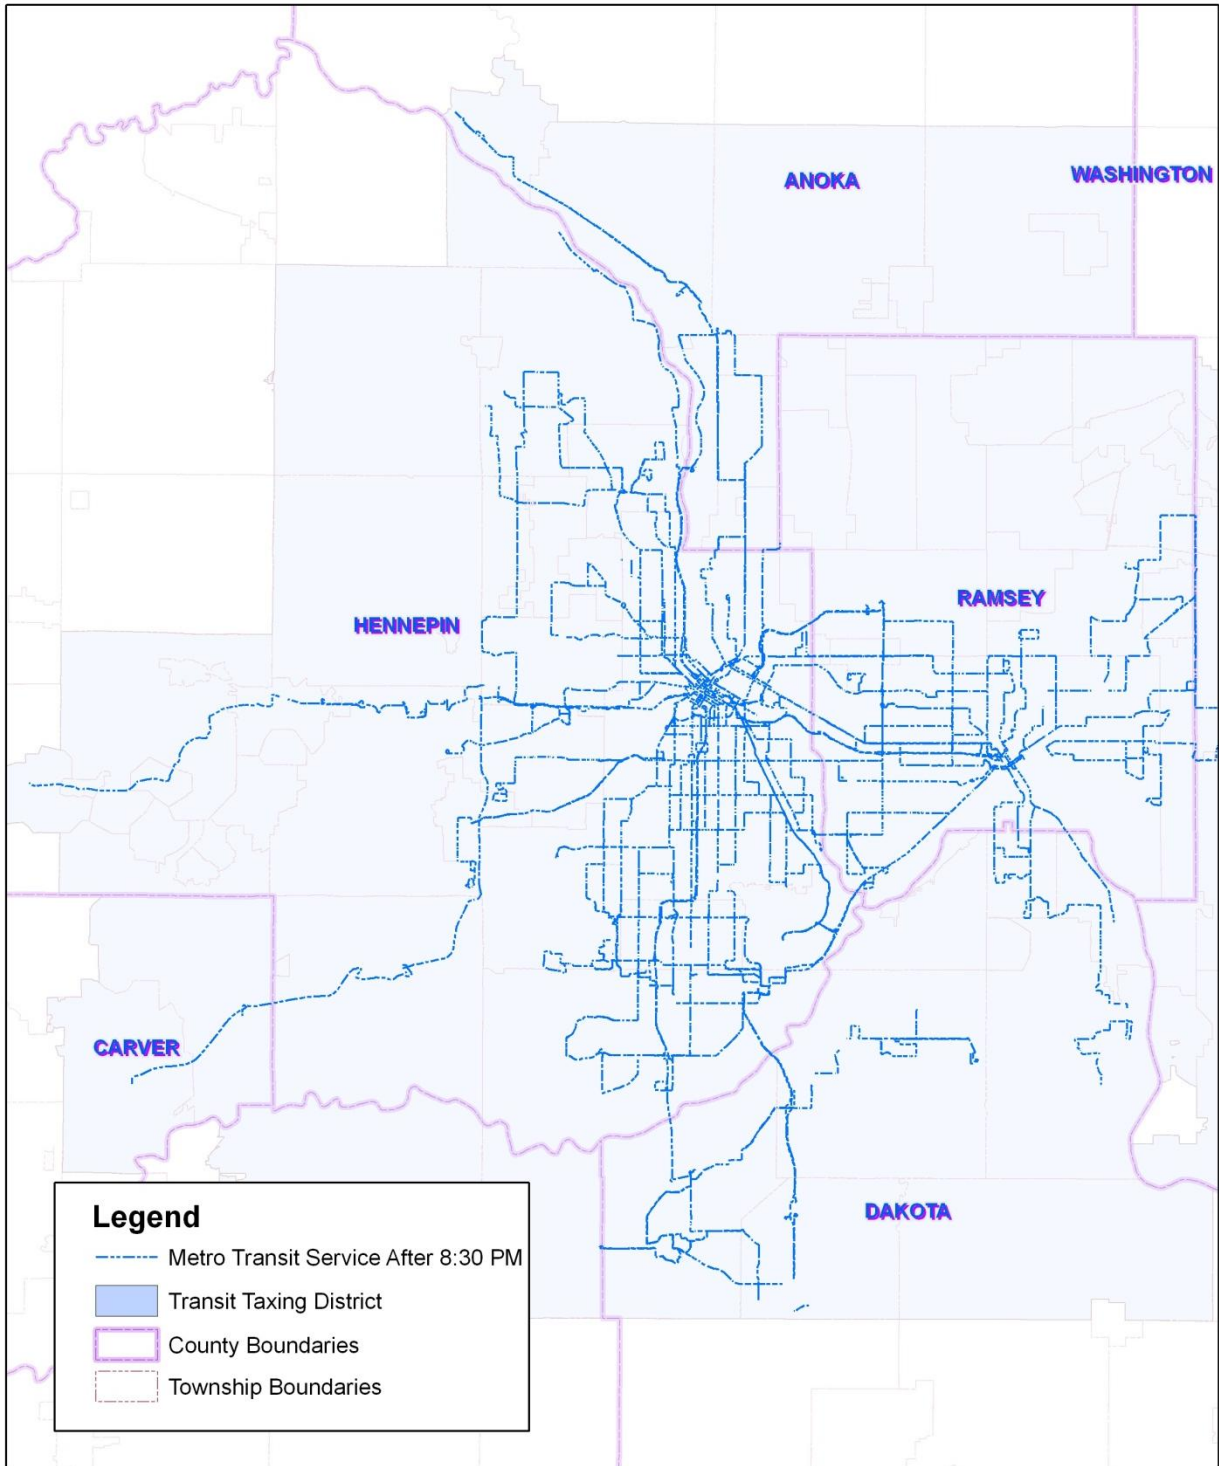 ANOKA
WASHINGTON
RAMSEY
HENNEPIN
CARVER
DAKOTA
Legend
Metro Transit Service After 8:30 PM
Transit Taxing District
County Boundaries
Township Boundaries